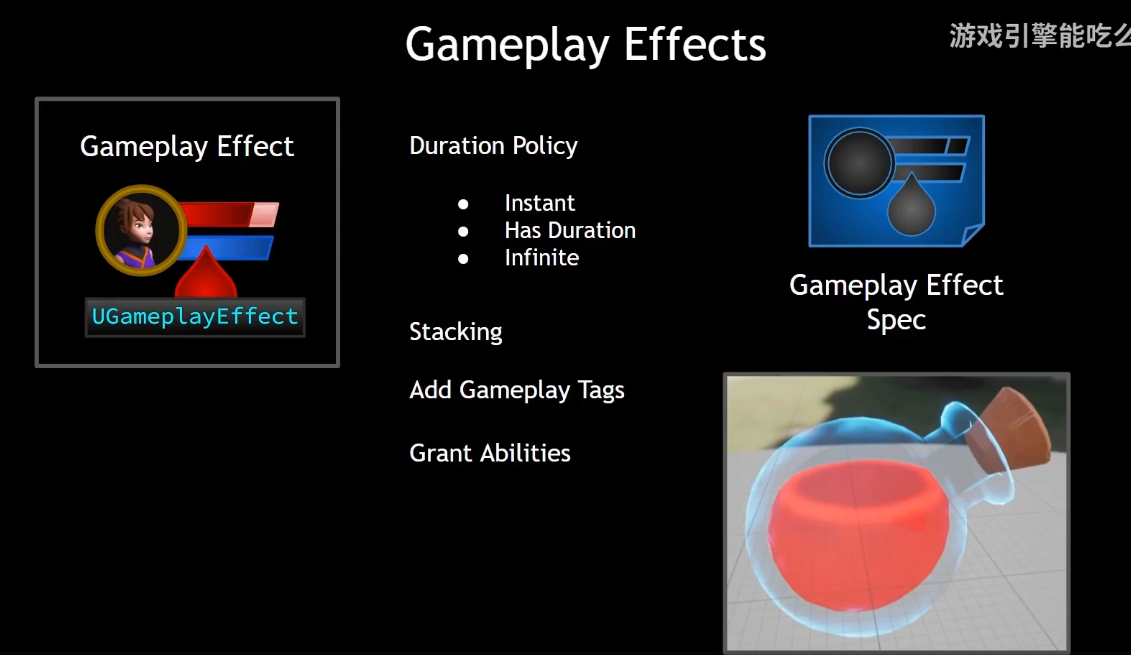 Gameplay Effects
游戏引擎能吃么
Gameplay Effect
UGameplayEffect
Duration Policy
Instant
Has Duration
Infinite
Stacking
Add Gameplay Tags
Grant Abilities
Gameplay Effect
Spec